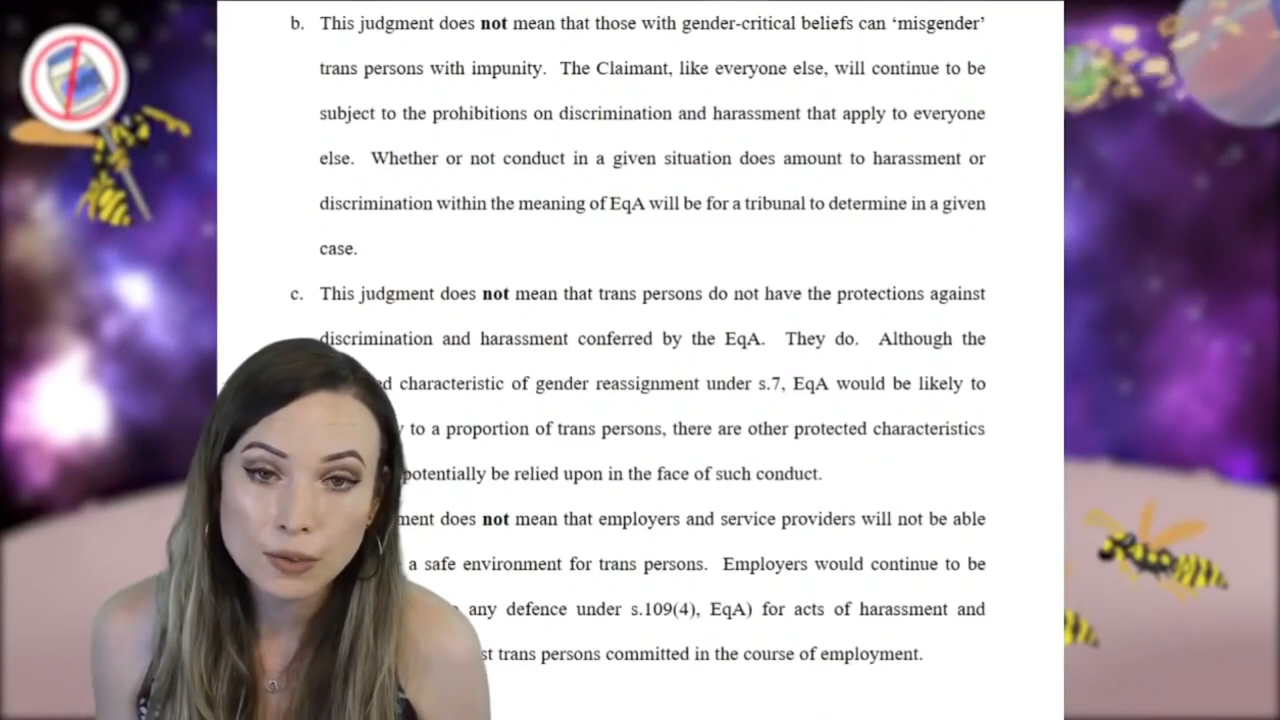 b. This judgment does not mean that those with gender-critical beliefs can ‘misgender’
trans persons with impunity. The Claimant, like everyone else, will continue to be
subject to the prohibitions on discrimination and harassment that apply to everyone
else. Whether or not conduct in a given situation does amount to harassment or
discrimination within the meaning of EqA will be for a tribunal to determine in a given
case.
c. This judgment does not mean that trans persons do not have the protections against
discrimination and harassment conferred by the EqA. They do. Although the
characteristic of gender reassignment under s.7, EqA would be likely to
to a proportion of trans persons, there are other protected characteristics
potentially be relied upon in the face of such conduct.
does not mean that employers and service providers will not be able
a safe environment for trans persons. Employers would continue to be
any defence under s.109(4), EqA) for acts of harassment and
trans persons committed in the course of employment.